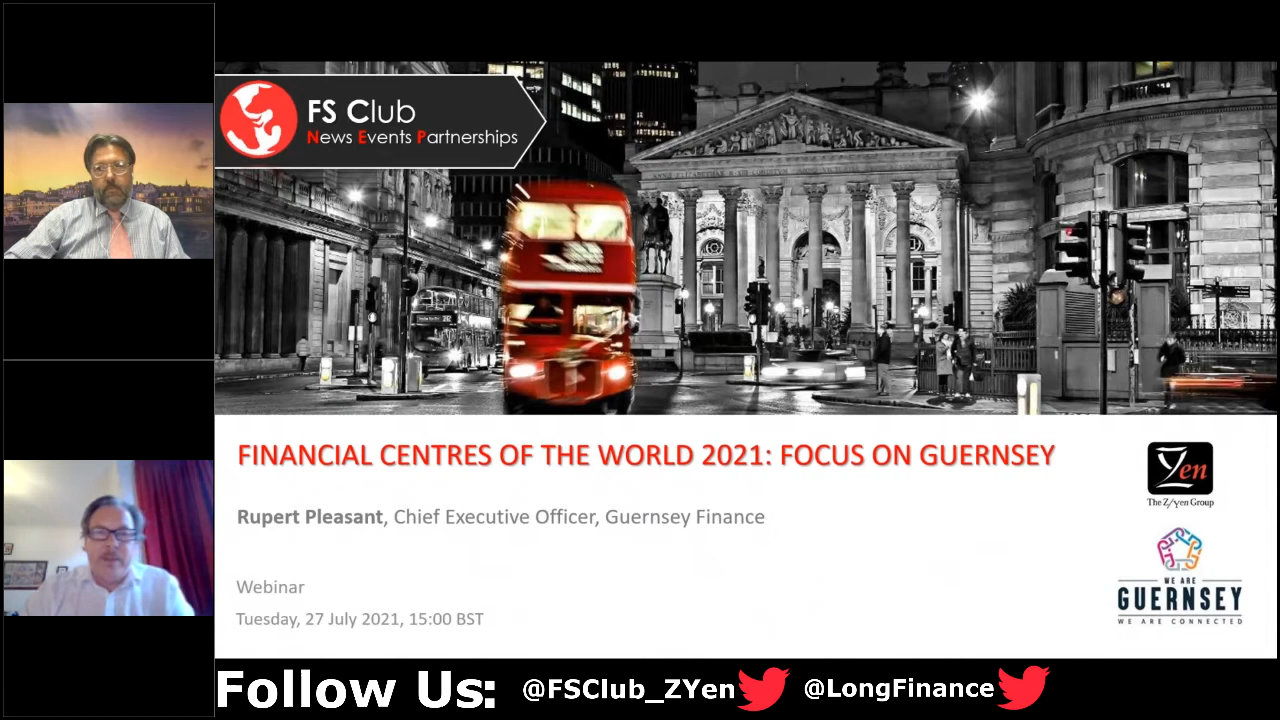 FS Club
News Events Partnerships
FINANCIAL CENTRES OF THE WORLD 2021: FOCUS ON GUERNSEY
Rupert Pleasant, Chief Executive Officer, Guernsey Finance
Webinar
Tuesday, 27 July 2021, 15:00 BST
Zen
The Z/Yen Group
WE ARE
GUERNSEY
WE ARE CONNECTED
Follow Us: @FSClub_ZYen @LongFinance